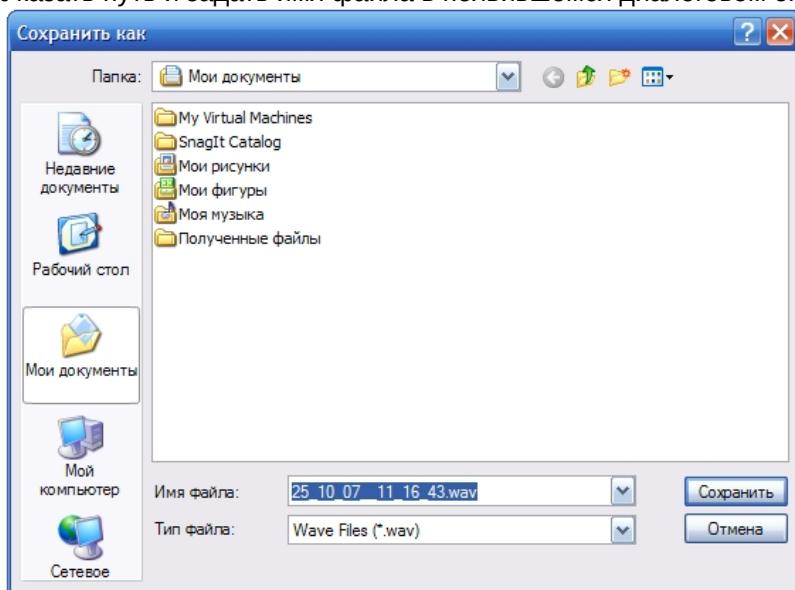 Сохранить как
Папка:
Мои документы
My Virtual Machines
SnagIt Catalog
Мои рисунки
Мои фигуры
Моя музыка
Полученные файлы
Недавние
документы
Рабочий стол
Мои документы
Мой
компьютер
Сетевое
Имя файла:
25_10_07__11_16_43.wav
Сохранить
Тип файла:
Wave Files (*.wav)
Отмена